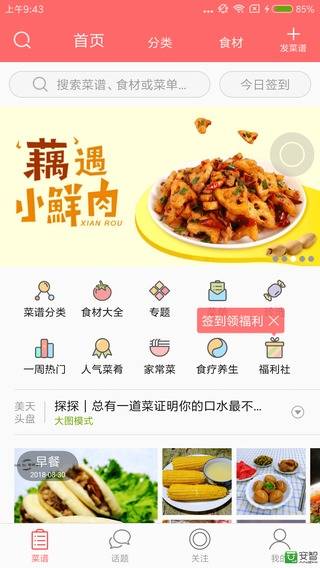 上午9:43
85%
首页
分类
食材
发菜谱
搜索菜谱、食材或菜单...
今日签到
藕遇
小鲜肉
XIAN ROU
菜谱分类
食材大全
专题
签到领福利
一周热门
人气菜肴
家常菜
食疗养生
福利社
美天
头盘
探探 | 总有一道菜证明你的口水最不...
大图模式
早餐
2018-08-30
菜谱
话题
关注
我的
安智